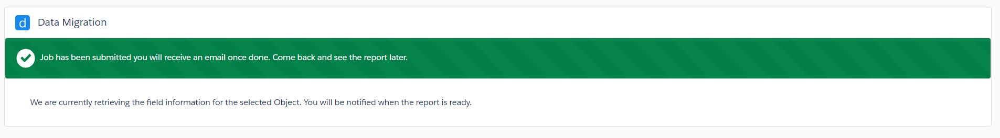 d Data Migration
Job has been submitted you will receive an email once done. Come back and see the report later.
We are currently retrieving the field information for the selected Object. You will be notified when the report is ready.